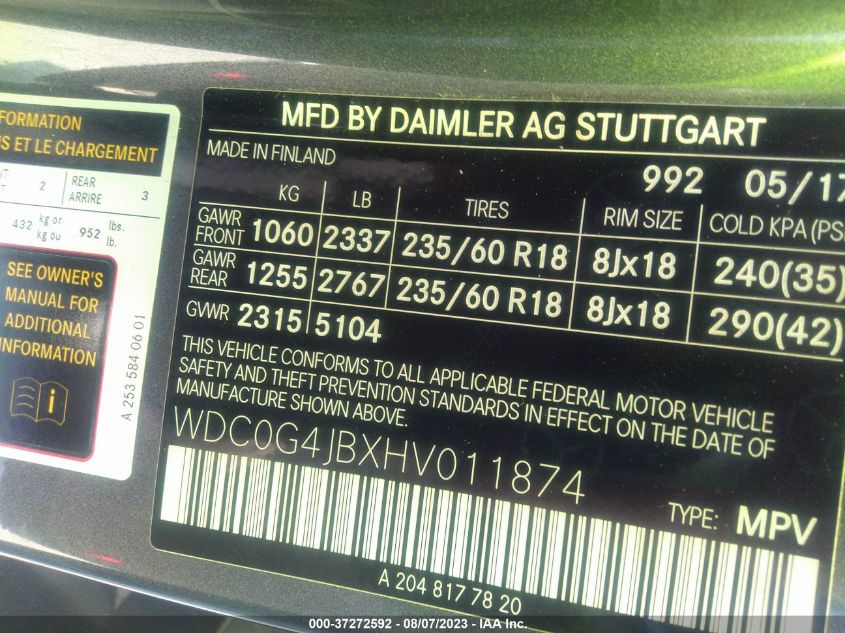 FORMATION
ET LE CHARGEMENT
2 REAR ARRIRE 3
432 kg or kg ou 952 lbs. lb.
SEE OWNER'S
MANUAL FOR
ADDITIONAL
INFORMATION
i
A 253 584 06 01
MFD BY DAIMLER AG STUTTGART
MADE IN FINLAND 992 05/17
KG LB TIRES RIM SIZE COLD KPA(PS
GAWR FRONT 1060 2337 235/60 R18 8Jx18 240(35)
GAWR REAR 1255 2767 235/60 R18 8Jx18 290(42)
GVWR 2315 5104
THIS VEHICLE CONFORMS TO ALL APPLICABLE FEDERAL MOTOR VEHICLE
SAFETY AND THEFT PREVENTION STANDARDS IN EFFECT ON THE DATE OF
MANUFACTURE SHOWN ABOVE.
WDC0G4JBXHV011874
TYPE: MPV
A 204 817 78 20
000-37272592 — 08/07/2023 — IAA Inc.